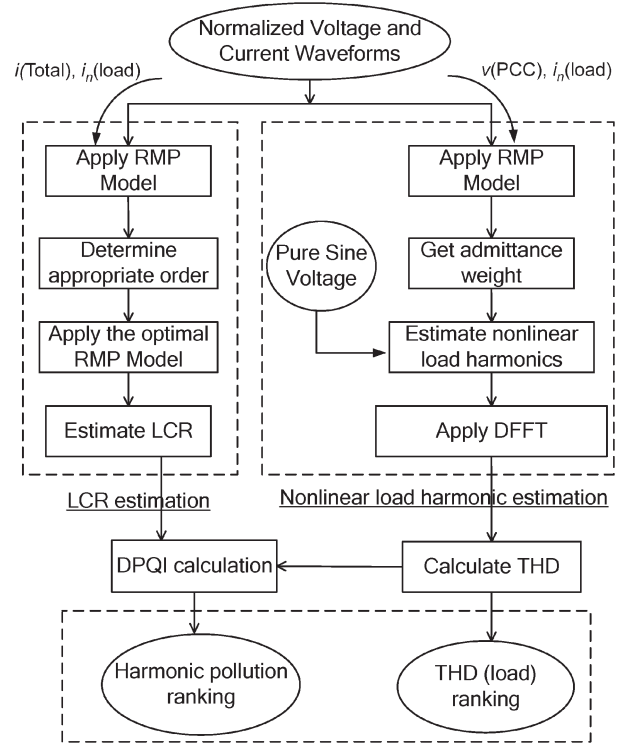 Normalized Voltage and
Current Waveforms
i(Total), in(load)
v(PCC), in(load)
Apply RMP
Model
Determine
appropriate order
Apply the optimal
RMP Model
Estimate LCR
LCR estimation
Apply RMP
Model
Pure Sine
Voltage
Get admittance
weight
Estimate nonlinear
load harmonics
Apply DFFT
Nonlinear load harmonic estimation
DPQI calculation
Calculate THD
Harmonic pollution
ranking
THD (load)
ranking